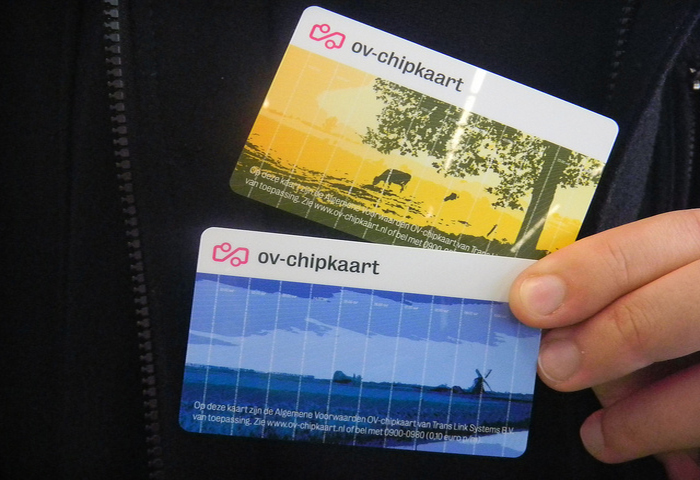 ov-chipkaart
Op deze kaart zijn de Algemene Voorwaarden OV-chipkaart van Trans
van toepassing. Zie www.ov-chipkaart.nl of bel met 0900-
ov-chipkaart
Op deze kaart zijn de Algemene Voorwaarden OV-chipkaart van Trans Link Systems B.V.
van toepassing. Zie www.ov-chipkaart.nl of bel met 0900-0980 (0,10 euro p/m).